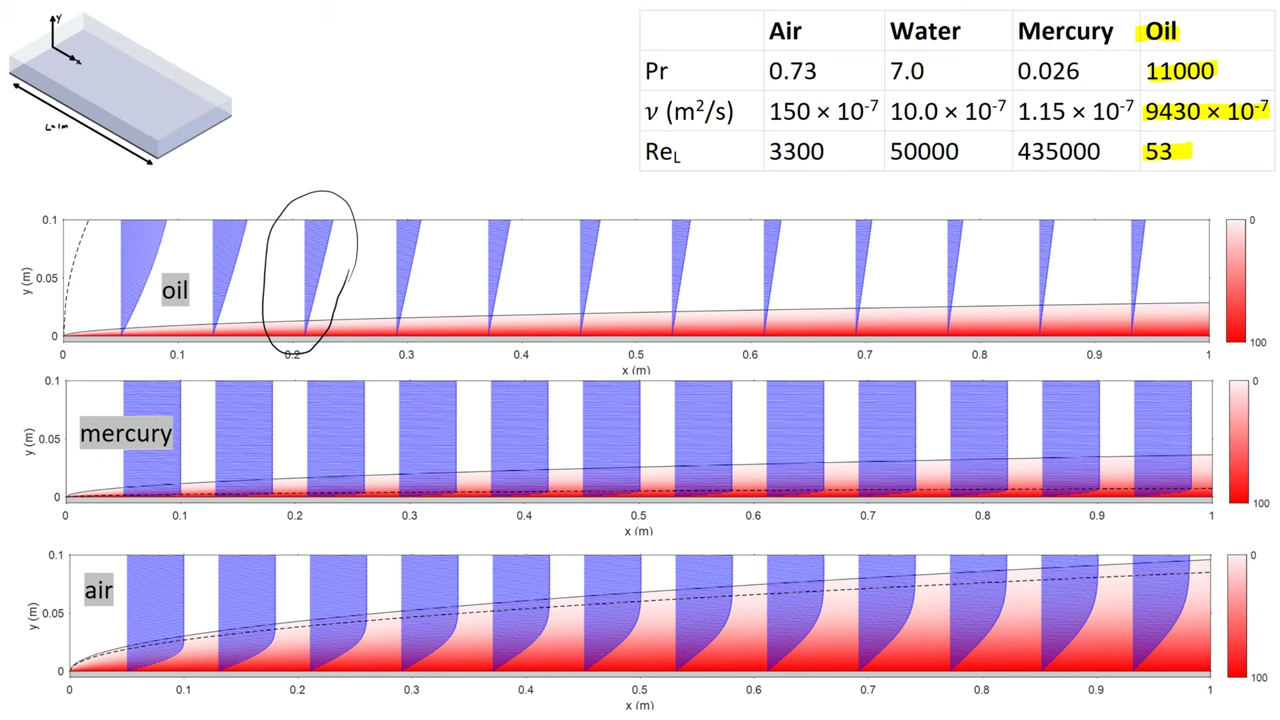 y
x
L=1m
Air Water Mercury Oil
Pr 0.73 7.0 0.026 11000
ν (m²/s) 150 × 10⁻⁷ 10.0 × 10⁻⁷ 1.15 × 10⁻⁷ 9430 × 10⁻⁷
Re_L 3300 50000 435000 53
0.1
0.05
0
y (m)
oil
0 0.1 0.2 0.3 0.4 0.5 0.6 0.7 0.8 0.9 1
x (m)
0
100
0.1
0.05
0
y (m)
mercury
0 0.1 0.2 0.3 0.4 0.5 0.6 0.7 0.8 0.9 1
x (m)
0
100
0.1
0.05
0
y (m)
air
0 0.1 0.2 0.3 0.4 0.5 0.6 0.7 0.8 0.9 1
x (m)
0
100